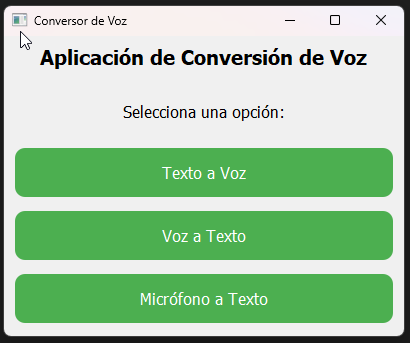 Conversor de Voz
Aplicación de Conversión de Voz
Selecciona una opción:
Texto a Voz
Voz a Texto
Micrófono a Texto